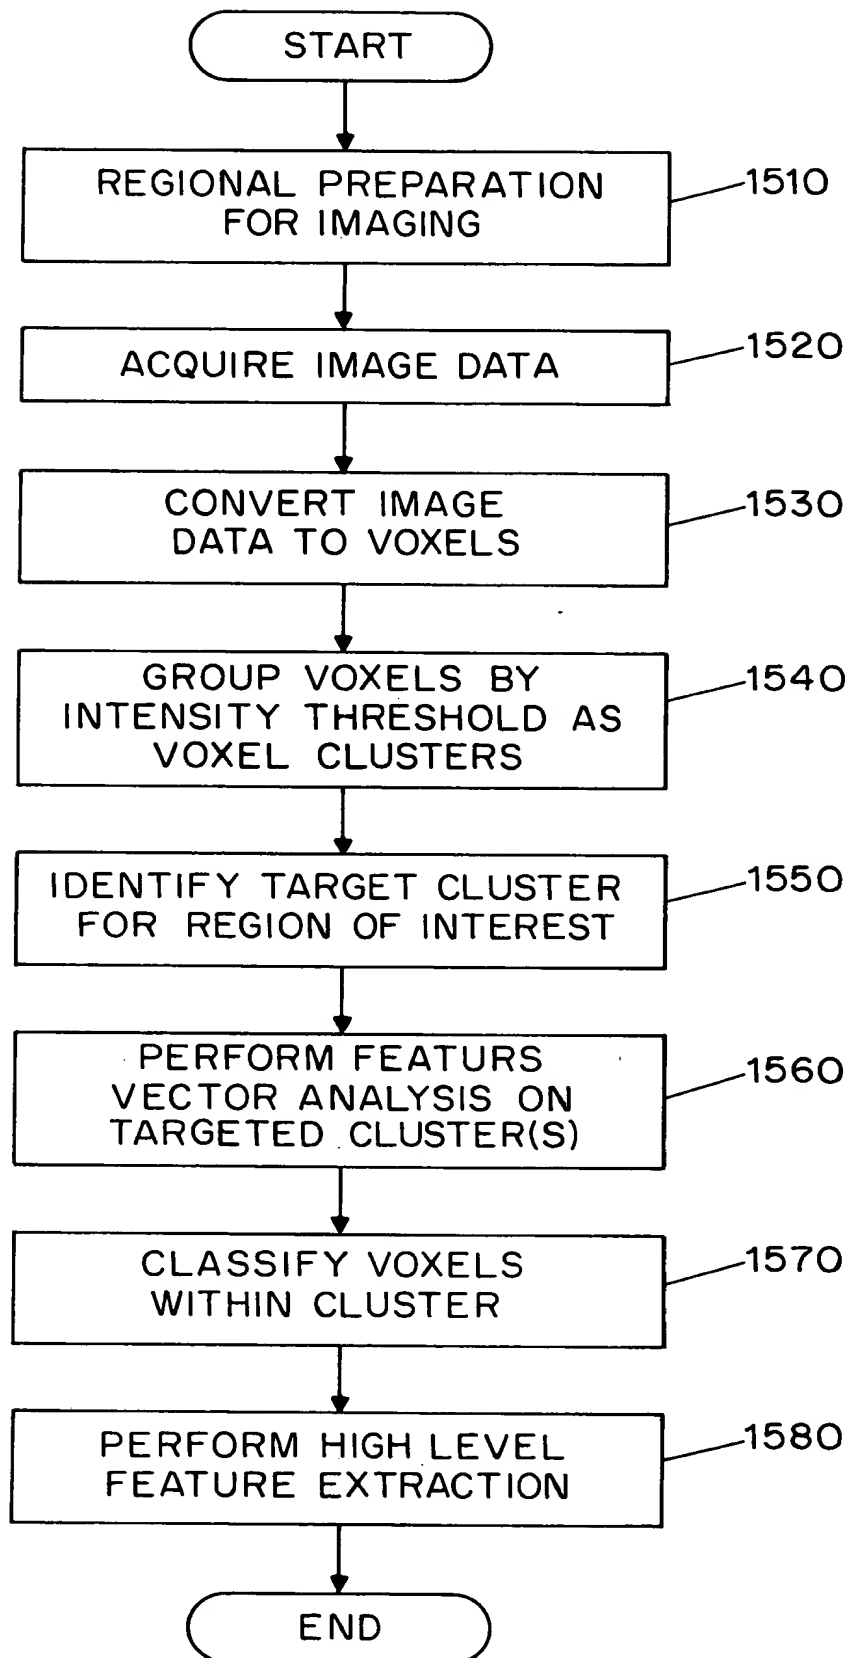 START
REGIONAL PREPARATION
FOR IMAGING
1510
ACQUIRE IMAGE DATA
1520
CONVERT IMAGE
DATA TO VOXELS
1530
GROUP VOXELS BY
INTENSITY THRESHOLD AS
VOXEL CLUSTERS
1540
IDENTIFY TARGET CLUSTER
FOR REGION OF INTEREST
1550
PERFORM FEATURS
VECTOR ANALYSIS ON
TARGETED CLUSTER(S)
1560
CLASSIFY VOXELS
WITHIN CLUSTER
1570
PERFORM HIGH LEVEL
FEATURE EXTRACTION
1580
END